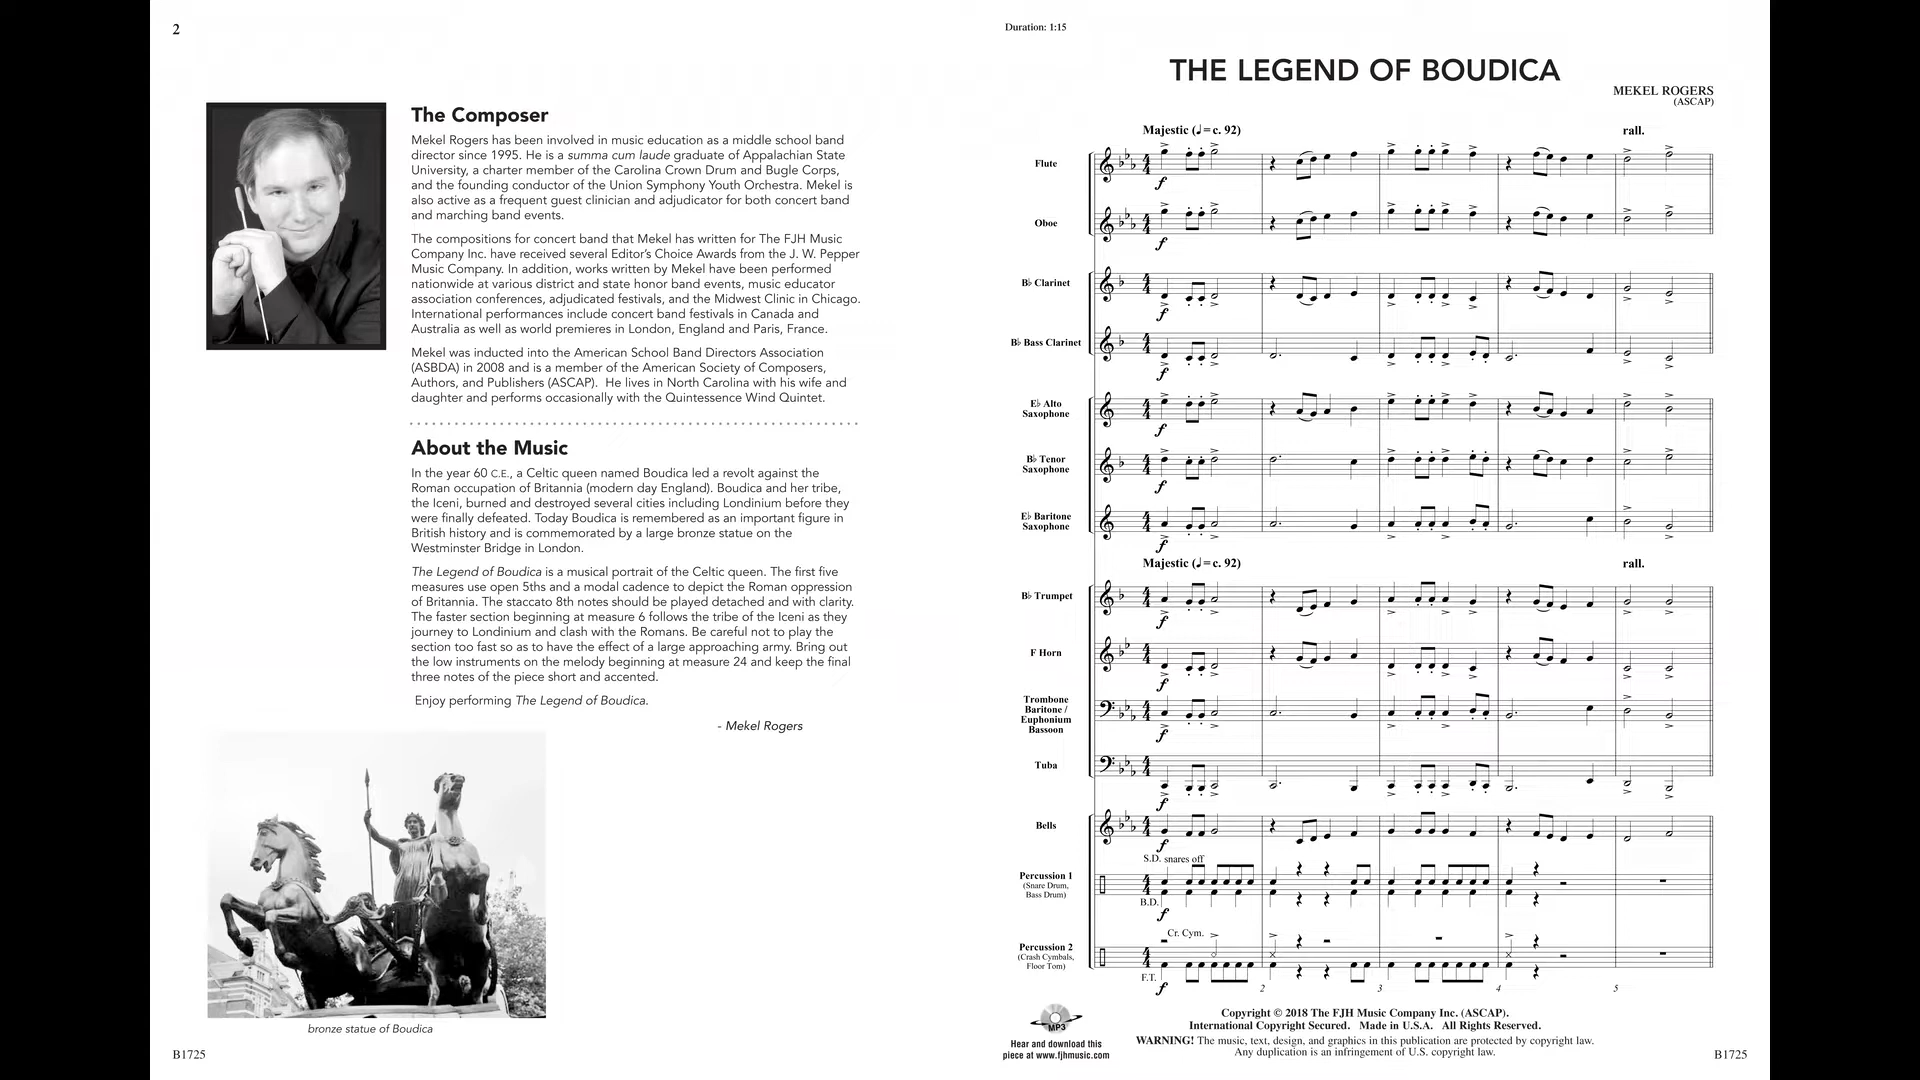 2
The Composer
Mekel Rogers has been involved in music education as a middle school band
director since 1995. He is a summa cum laude graduate of Appalachian State
University, a charter member of the Carolina Crown Drum and Bugle Corps,
and the founding conductor of the Union Symphony Youth Orchestra. Mekel is
also active as a frequent guest clinician and adjudicator for both concert band
and marching band events.
The compositions for concert band that Mekel has written for The FJH Music
Company Inc. have received several Editor's Choice Awards from the J. W. Pepper
Music Company. In addition, works written by Mekel have been performed
nationwide at various district and state honor band events, music educator
association conferences, adjudicated festivals, and the Midwest Clinic in Chicago.
International performances include concert band festivals in Canada and
Australia as well as world premieres in London, England and Paris, France.
Mekel was inducted into the American School Band Directors Association
(ASBDA) in 2008 and is a member of the American Society of Composers,
Authors, and Publishers (ASCAP). He lives in North Carolina with his wife and
daughter and performs occasionally with the Quintessence Wind Quintet.
About the Music
In the year 60 C.E., a Celtic queen named Boudica led a revolt against the
Roman occupation of Britannia (modern day England). Boudica and her tribe,
the Iceni, burned and destroyed several cities including Londinium before they
were finally defeated. Today Boudica is remembered as an important figure in
British history and is commemorated by a large bronze statue on the
Westminster Bridge in London.
The Legend of Boudica is a musical portrait of the Celtic queen. The first five
measures use open 5ths and a modal cadence to depict the Roman oppression
of Britannia. The staccato 8th notes should be played detached and with clarity.
The faster section beginning at measure 6 follows the tribe of the Iceni as they
journey to Londinium and clash with the Romans. Be careful not to play the
section too fast so as to have the effect of a large approaching army. Bring out
the low instruments on the melody beginning at measure 24 and keep the final
three notes of the piece short and accented.
Enjoy performing The Legend of Boudica.
- Mekel Rogers
bronze statue of Boudica
B1725
Duration: 1:15
THE LEGEND OF BOUDICA
MEKEL ROGERS
(ASCAP)
Majestic (♩ = c. 92)
rall.
Flute
f
Oboe
f
B♭ Clarinet
f
B♭ Bass Clarinet
f
E♭ Alto
Saxophone
f
B♭ Tenor
Saxophone
f
E♭ Baritone
Saxophone
f
Majestic (♩ = c. 92)
rall.
B♭ Trumpet
f
F Horn
f
Trombone
Baritone /
Euphonium
Bassoon
f
Tuba
f
Bells
f
S.D. snares off
Percussion 1
(Snare Drum,
Bass Drum)
B.D.
f
Cr. Cym.
Percussion 2
(Crash Cymbals,
Floor Tom)
F.T.
f
2 3 4 5
MP3
Hear and download this
piece at www.fjhmusic.com
Copyright © 2018 The FJH Music Company Inc. (ASCAP).
International Copyright Secured. Made in U.S.A. All Rights Reserved.
WARNING! The music, text, design, and graphics in this publication are protected by copyright law.
Any duplication is an infringement of U.S. copyright law.
B1725